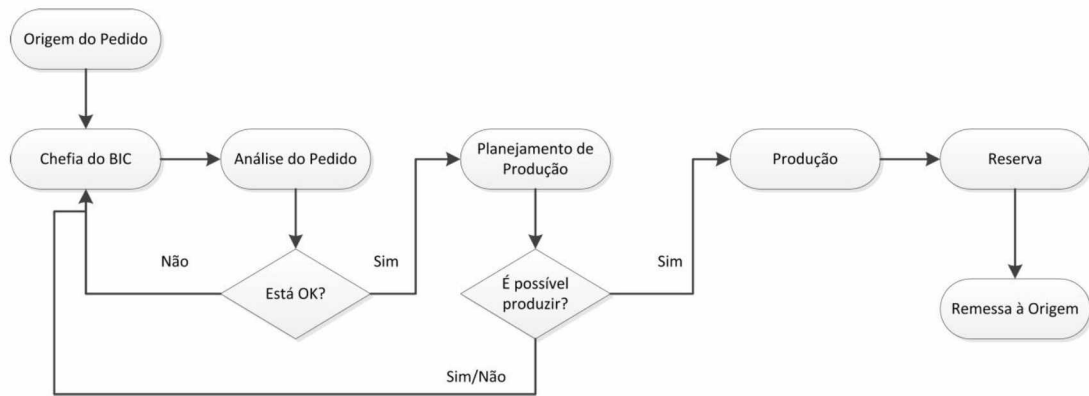 Origem do Pedido
Chefia do BIC
Análise do Pedido
Planejamento de
Produção
Produção
Reserva
Não
Está OK?
Sim
É possível
produzir?
Sim
Remessa à Origem
Sim/Não